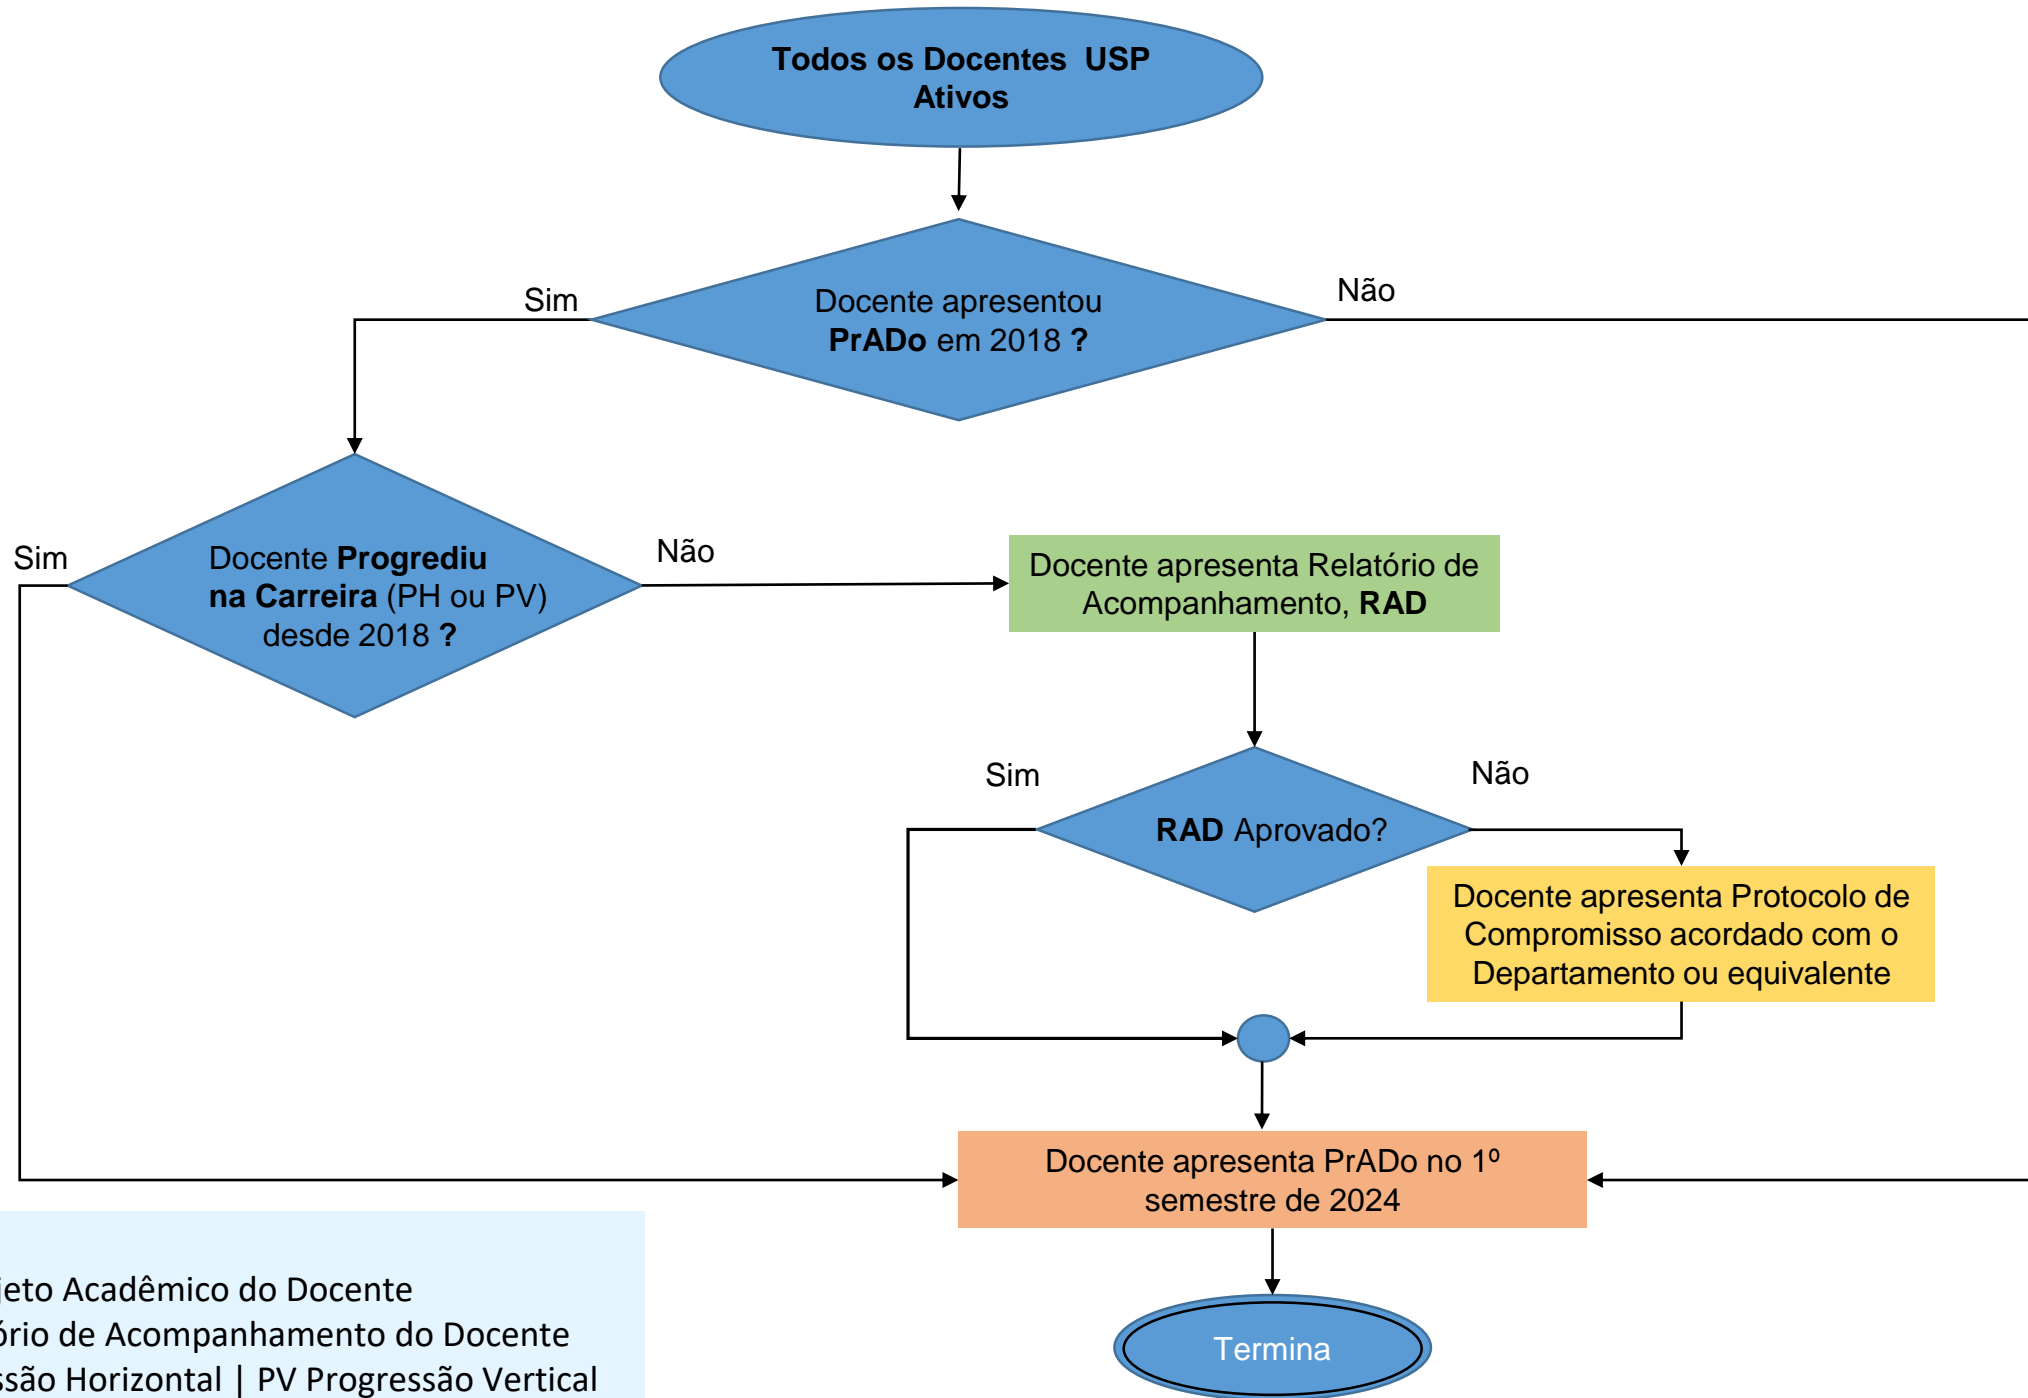 Todos os Docentes USP
Ativos
Sim
Não
Docente apresentou
PrADo em 2018 ?
Sim
Docente Progrediu
na Carreira (PH ou PV)
desde 2018 ?
Não
Docente apresenta Relatório de
Acompanhamento, RAD
Sim
Não
RAD Aprovado?
Docente apresenta Protocolo de
Compromisso acordado com o
Departamento ou equivalente
Docente apresenta PrADo no 1º
semestre de 2024
Termina
Acadêmico do Docente
de Acompanhamento do Docente
Horizontal | PV Progressão Vertical